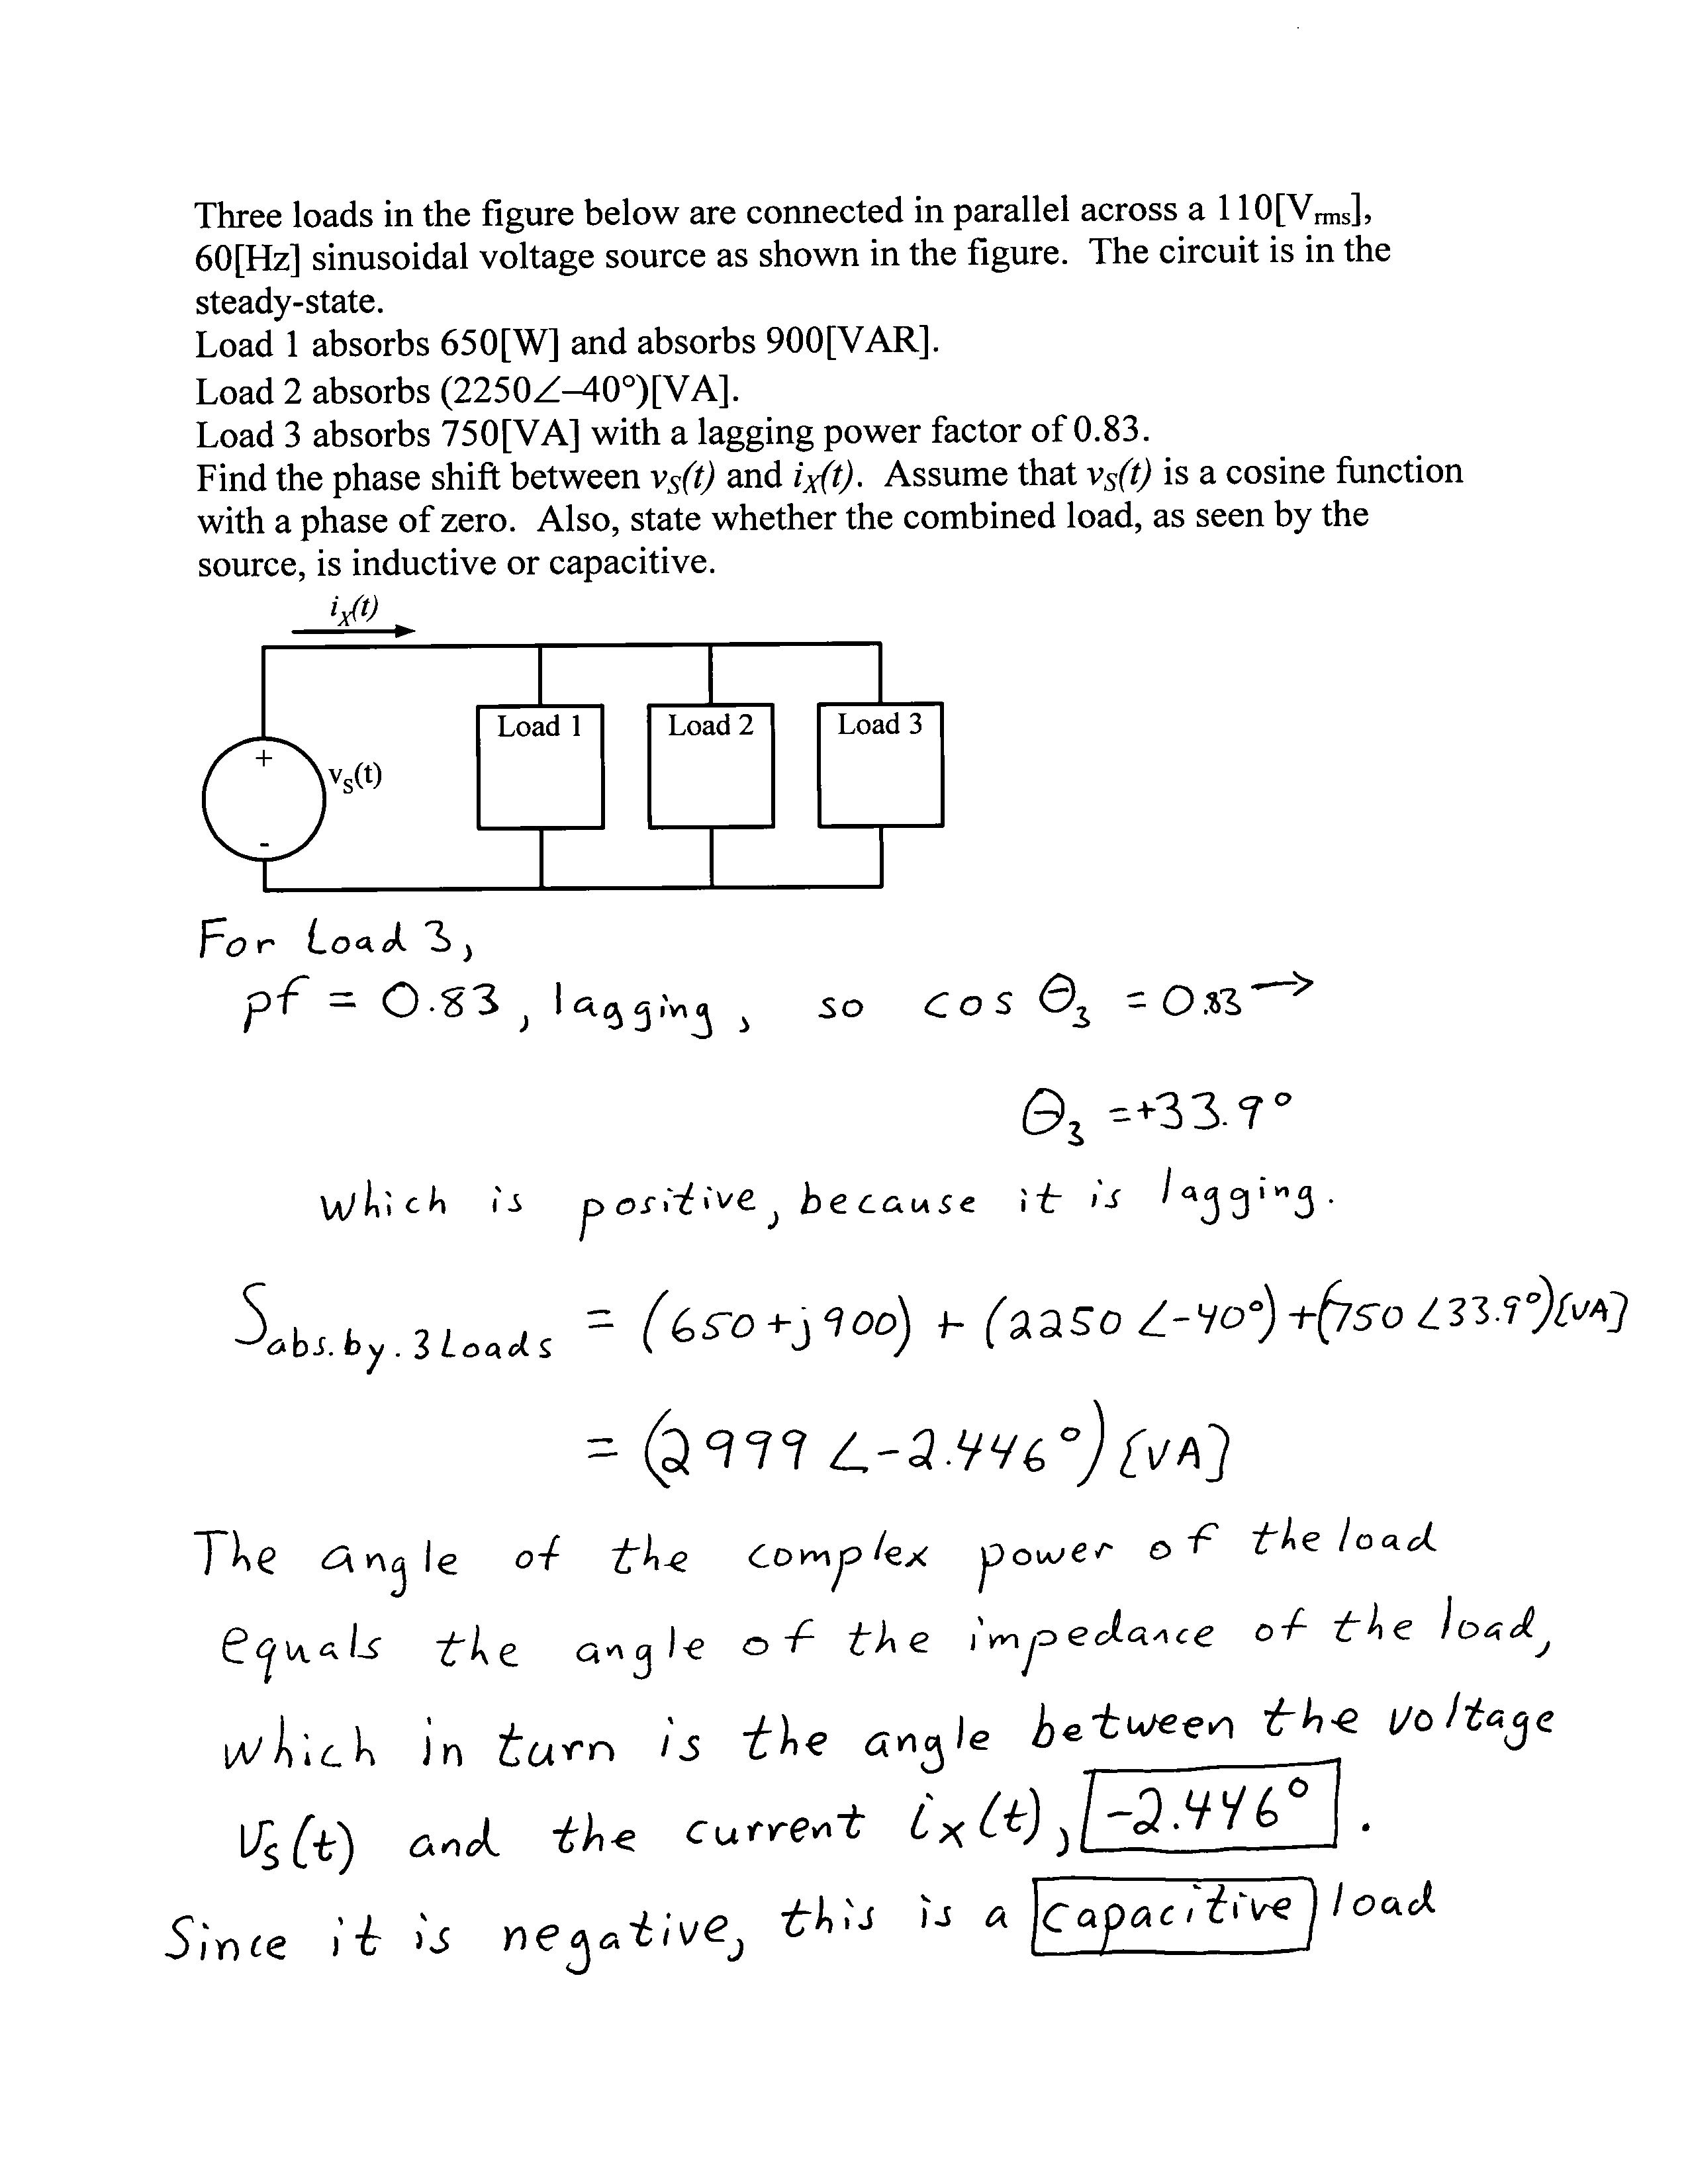 Three loads in the figure below are connected in parallel across a 110[Vrms],
60[Hz] sinusoidal voltage source as shown in the figure. The circuit is in the
steady-state.
Load 1 absorbs 650[W] and absorbs 900[VAR].
Load 2 absorbs (2250∠–40º)[VA].
Load 3 absorbs 750[VA] with a lagging power factor of 0.83.
Find the phase shift between vS(t) and iX(t). Assume that vS(t) is a cosine function
with a phase of zero. Also, state whether the combined load, as seen by the
source, is inductive or capacitive.
iX(t)
Load 1 Load 2 Load 3
+
vS(t)
-
For Load 3,
pf = 0.83, lagging, so cos θ3 = 0.83 →
θ3 = +33.9°
which is positive, because it is lagging.
Sabs.by.3Loads = (650+j900) + (2250∠-40°) + (750∠33.9°)[VA]
= (2999∠-2.446°)[VA]
The angle of the complex power of the load
equals the angle of the impedance of the load,
which in turn is the angle between the voltage
vs(t) and the current ix(t), -2.446°.
Since it is negative, this is a capacitive load